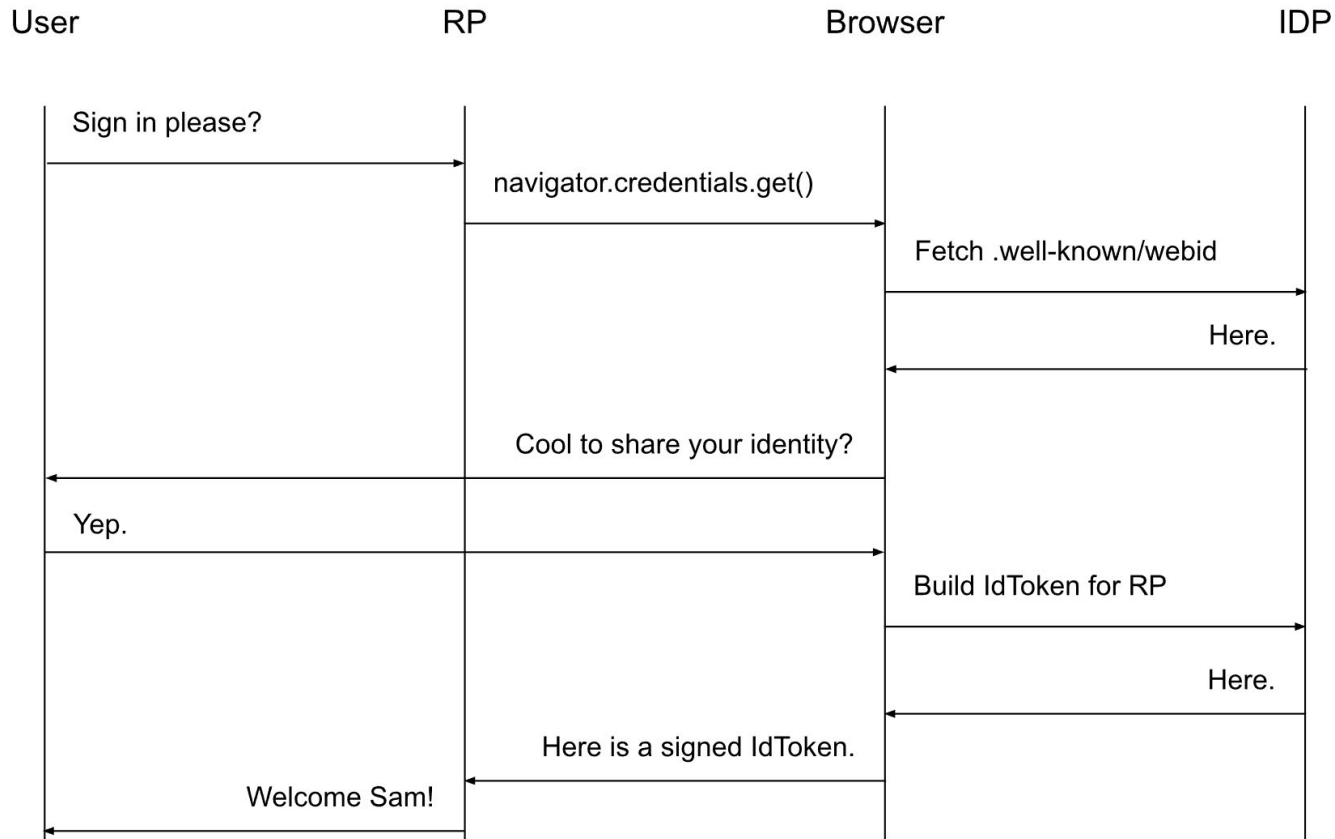 User
RP
Browser
IDP
Sign in please?
navigator.credentials.get()
Fetch .well-known/webid
Here.
Cool to share your identity?
Yep.
Build IdToken for RP
Here.
Here is a signed IdToken.
Welcome Sam!